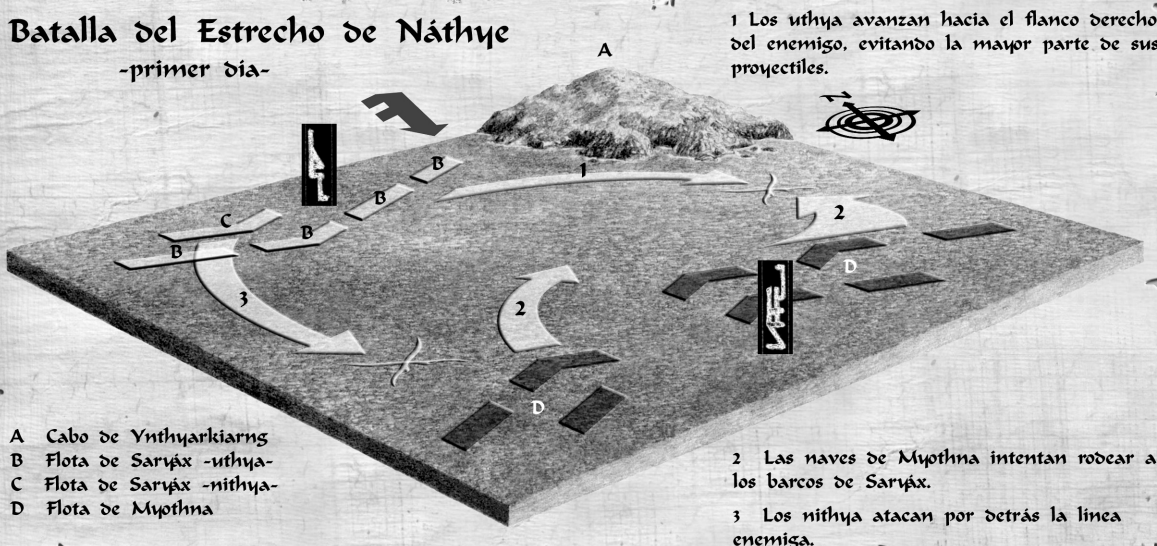 Batalla del Estrecho de Náthye
-primer día-
1 Los uthya avanzan hacia el flanco derecho
del enemigo, evitando la mayor parte de sus
proyectiles.
A
N
B
B
B
B
C
1
2
2
3
D
D
A Cabo de Ynthyarkiarng
B Flota de Saryáx -uthya-
C Flota de Saryáx -nithya-
D Flota de Myothna
2 Las naves de Myothna intentan rodear a
los barcos de Saryáx.
3 Los nithya atacan por detrás la línea
enemiga.